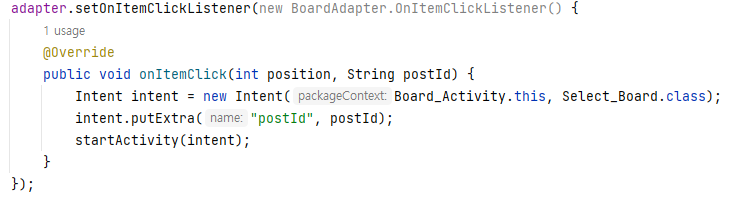 adapter.setOnItemClickListener(new BoardAdapter.OnItemClickListener() {
1 usage
@Override
public void onItemClick(int position, String postId) {
Intent intent = new Intent( packageContext: Board_Activity.this, Select_Board.class);
intent.putExtra( name: "postId", postId);
startActivity(intent);
}
});